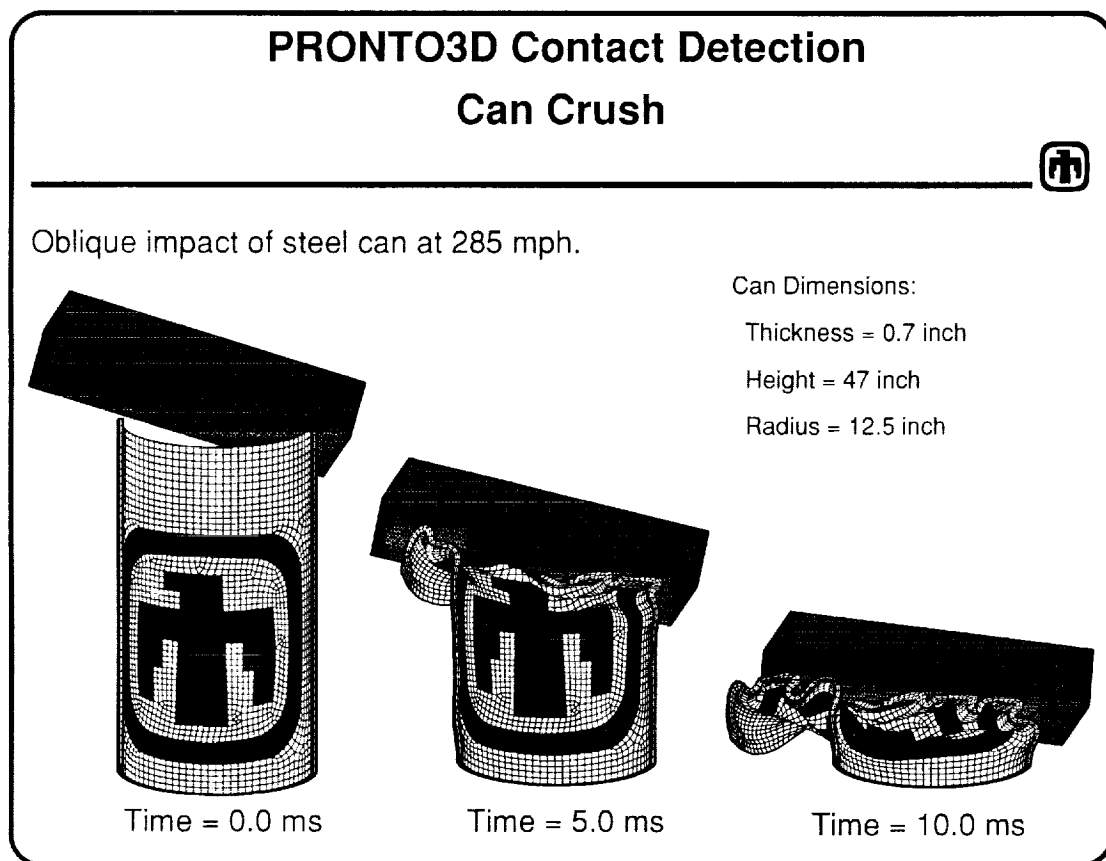 PRONTO3D Contact Detection
Can Crush
Oblique impact of steel can at 285 mph.
Can Dimensions:
Thickness = 0.7 inch
Height = 47 inch
Radius = 12.5 inch
Time = 0.0 ms
Time = 5.0 ms
Time = 10.0 ms